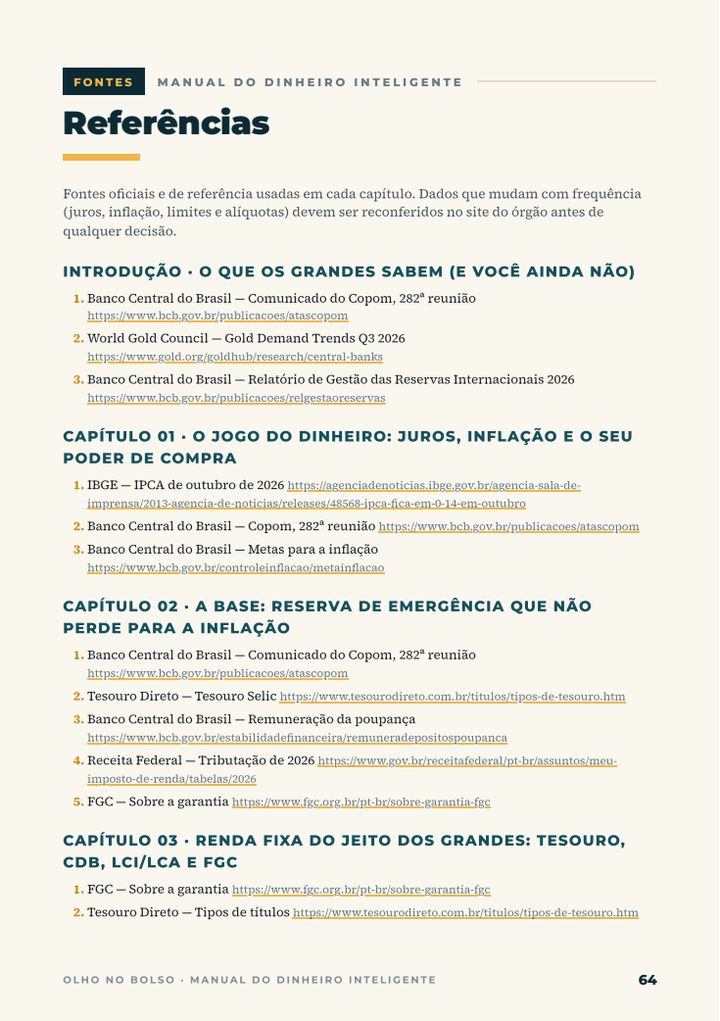 FONTES MANUAL DO DINHEIRO INTELIGENTE
Referências
Fontes oficiais e de referência usadas em cada capítulo. Dados que mudam com frequência
(juros, inflação, limites e alíquotas) devem ser reconferidos no site do órgão antes de
qualquer decisão.
INTRODUÇÃO · O QUE OS GRANDES SABEM (E VOCÊ AINDA NÃO)
1. Banco Central do Brasil — Comunicado do Copom, 282ª reunião
https://www.bcb.gov.br/publicacoes/atascopom
2. World Gold Council — Gold Demand Trends Q3 2026
https://www.gold.org/goldhub/research/central-banks
3. Banco Central do Brasil — Relatório de Gestão das Reservas Internacionais 2026
https://www.bcb.gov.br/publicacoes/relgestaoreservas
CAPÍTULO 01 · O JOGO DO DINHEIRO: JUROS, INFLAÇÃO E O SEU
PODER DE COMPRA
1. IBGE — IPCA de outubro de 2026 https://agenciadenoticias.ibge.gov.br/agencia-sala-de-
imprensa/2013-agencia-de-noticias/releases/48568-ipca-fica-em-0-14-em-outubro
2. Banco Central do Brasil — Copom, 282ª reunião https://www.bcb.gov.br/publicacoes/atascopom
3. Banco Central do Brasil — Metas para a inflação
https://www.bcb.gov.br/controleinflacao/metainflacao
CAPÍTULO 02 · A BASE: RESERVA DE EMERGÊNCIA QUE NÃO
PERDE PARA A INFLAÇÃO
1. Banco Central do Brasil — Comunicado do Copom, 282ª reunião
https://www.bcb.gov.br/publicacoes/atascopom
2. Tesouro Direto — Tesouro Selic https://www.tesourodireto.com.br/titulos/tipos-de-tesouro.htm
3. Banco Central do Brasil — Remuneração da poupança
https://www.bcb.gov.br/estabilidadefinanceira/remuneradepositospoupanca
4. Receita Federal — Tributação de 2026 https://www.gov.br/receitafederal/pt-br/assuntos/meu-
imposto-de-renda/tabelas/2026
5. FGC — Sobre a garantia https://www.fgc.org.br/pt-br/sobre-garantia-fgc
CAPÍTULO 03 · RENDA FIXA DO JEITO DOS GRANDES: TESOURO,
CDB, LCI/LCA E FGC
1. FGC — Sobre a garantia https://www.fgc.org.br/pt-br/sobre-garantia-fgc
2. Tesouro Direto — Tipos de títulos https://www.tesourodireto.com.br/titulos/tipos-de-tesouro.htm
OLHO NO BOLSO · MANUAL DO DINHEIRO INTELIGENTE 64